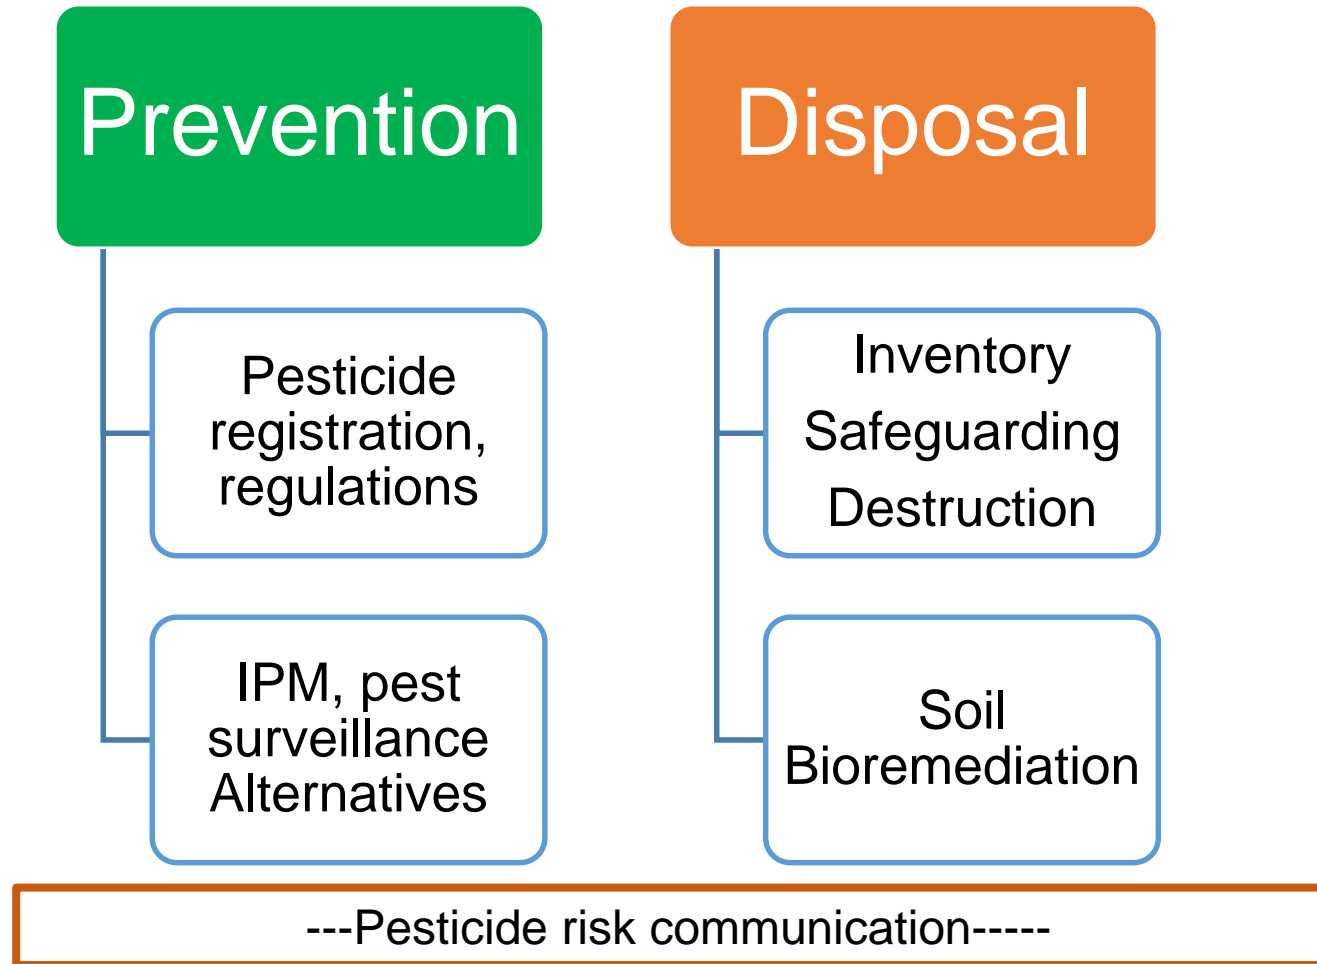 Prevention
Pesticide
registration,
regulations
IPM, pest
surveillance
Alternatives
Disposal
Inventory
Safeguarding
Destruction
Soil
Bioremediation
---Pesticide risk communication-----